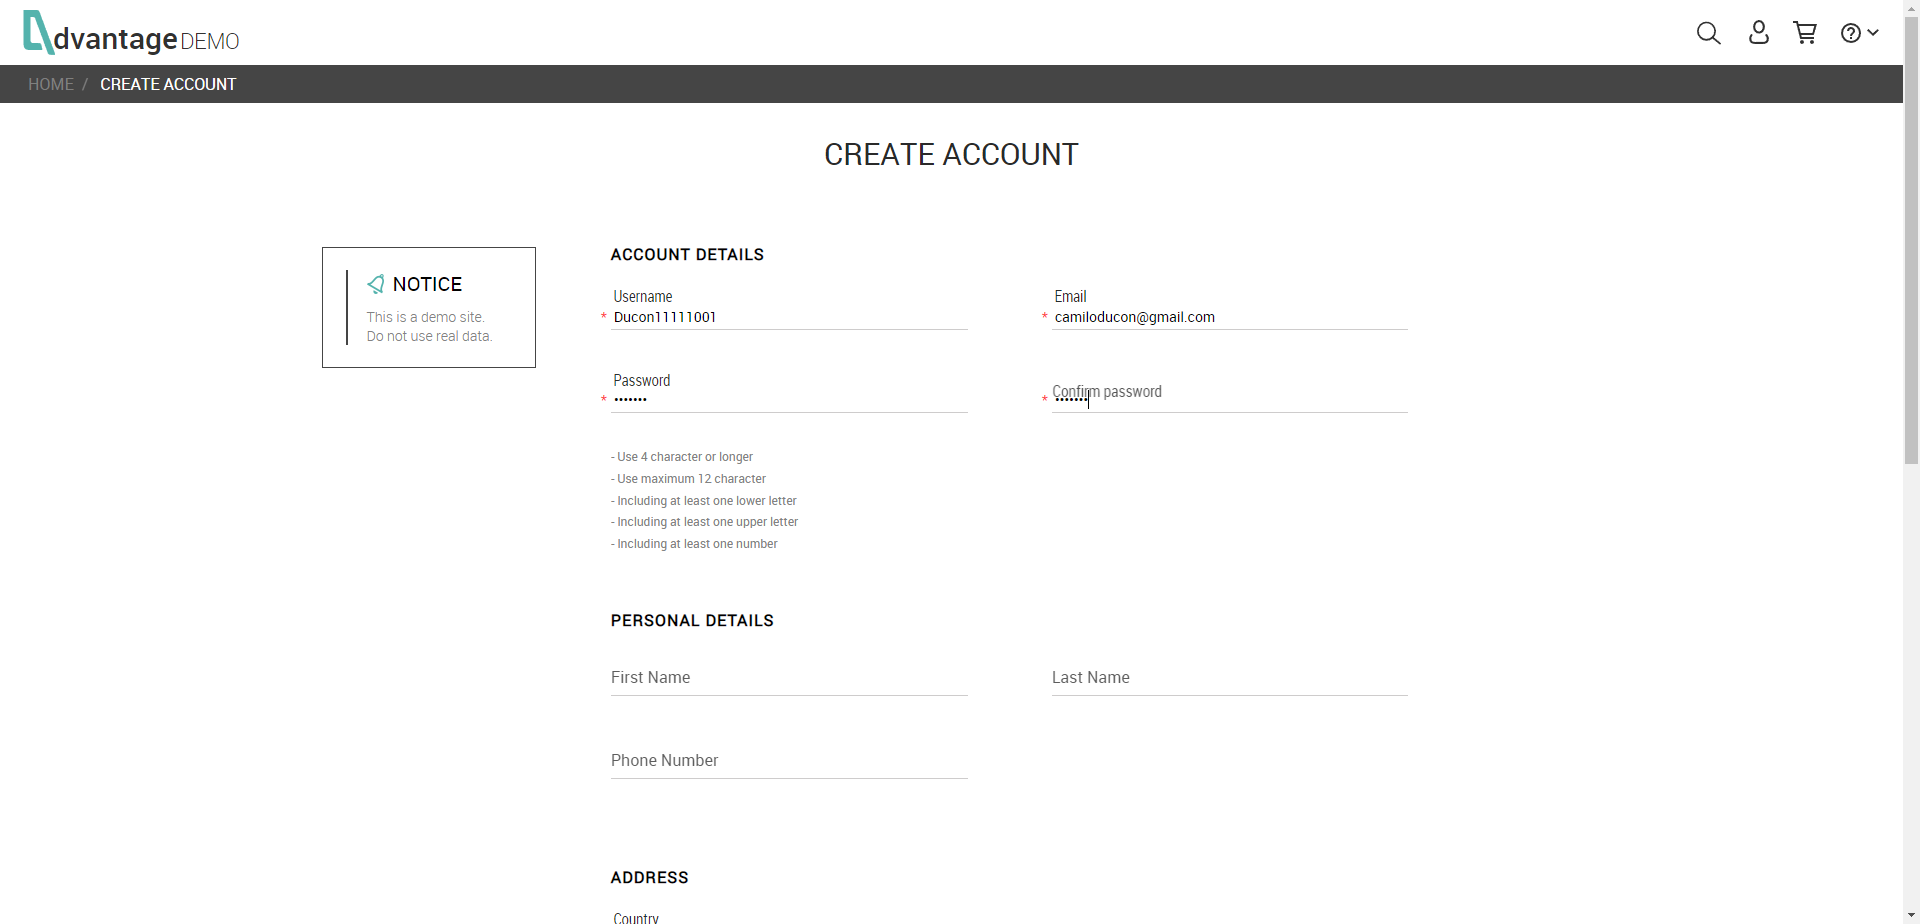 dvantage DEMO
HOME / CREATE ACCOUNT
CREATE ACCOUNT
NOTICE
This is a demo site.
Do not use real data.
ACCOUNT DETAILS
Username
* Ducon11111001
Email
* camiloducon@gmail.com
Password
* •••••••
Confirm password
* •••••••
- Use 4 character or longer
- Use maximum 12 character
- Including at least one lower letter
- Including at least one upper letter
- Including at least one number
PERSONAL DETAILS
First Name
Last Name
Phone Number
ADDRESS
Country